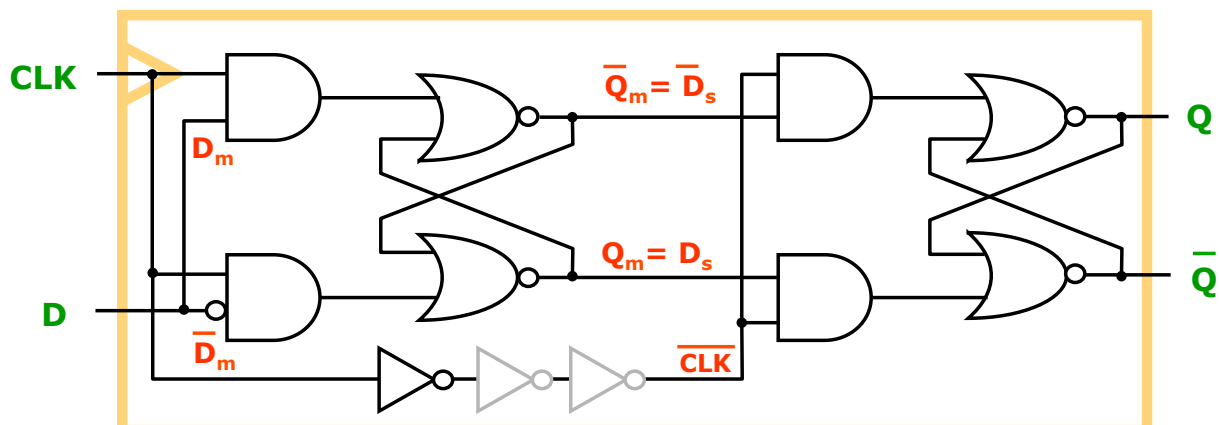 CLK
Q̅ₘ= D̅ₛ
Q
Dₘ
Qₘ= Dₛ
Q̅
D
D̅ₘ
C̅L̅K̅